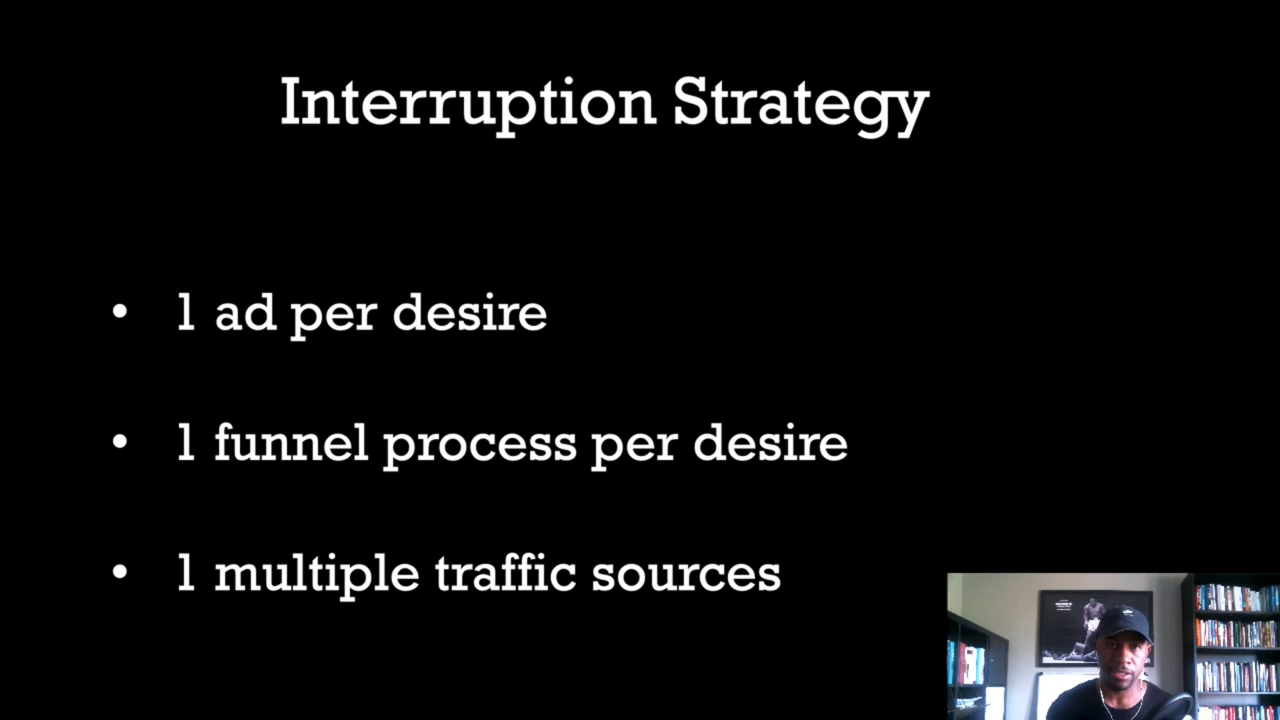 Interruption Strategy
• 1 ad per desire
• 1 funnel process per desire
• 1 multiple traffic sources